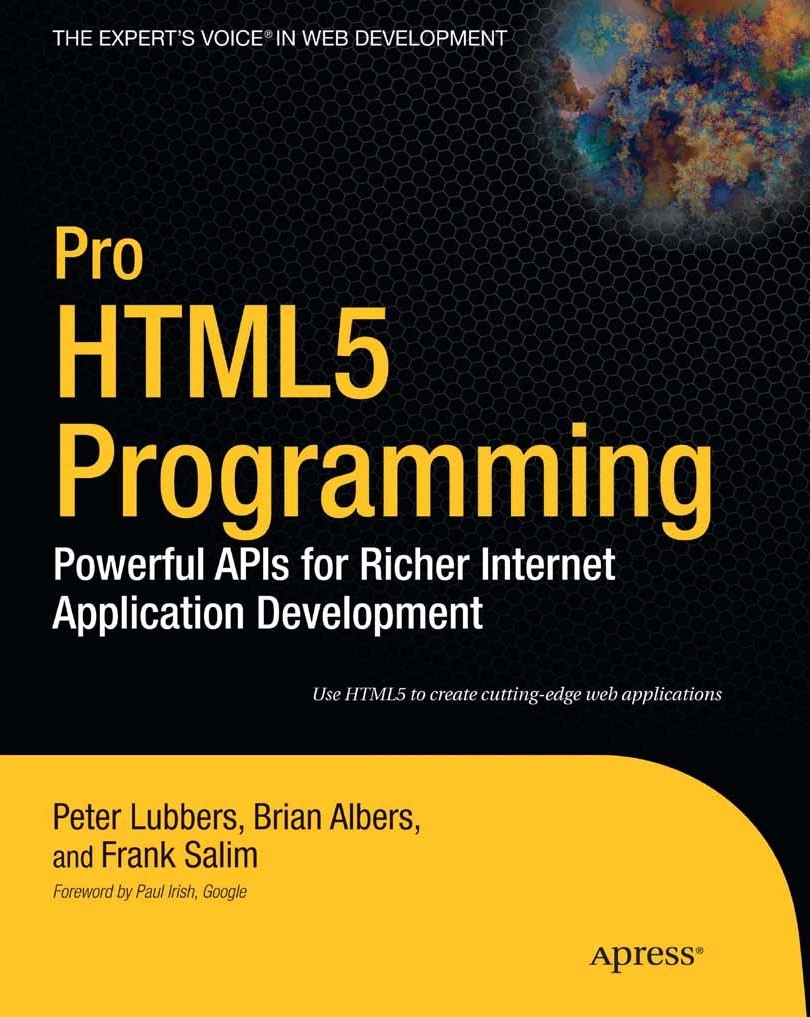 THE EXPERT'S VOICE® IN WEB DEVELOPMENT
Pro
HTML5
Programming
Powerful APIs for Richer Internet
Application Development
Use HTML5 to create cutting-edge web applications
Peter Lubbers, Brian Albers,
and Frank Salim
Foreword by Paul Irish, Google
Apress®